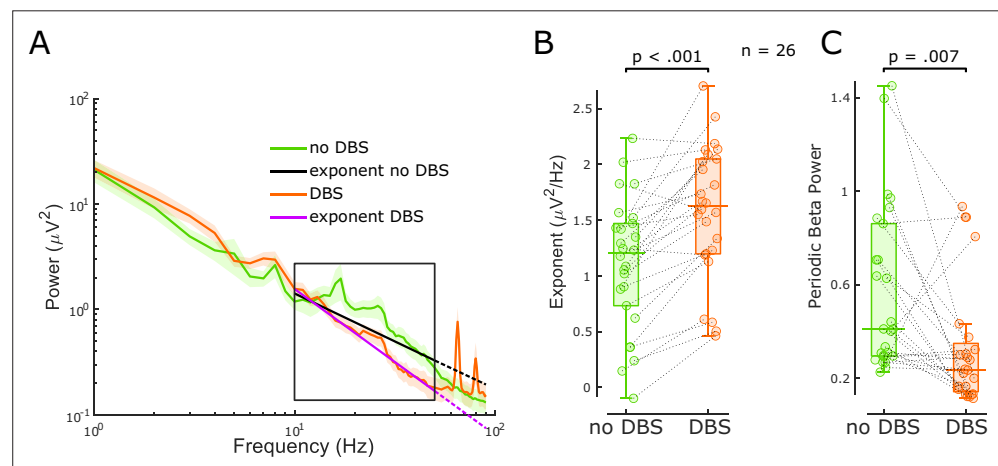 A
10²
10¹
10⁰
10⁻¹
Power (μV²)
10⁰
10¹
10²
Frequency (Hz)
no DBS
exponent no DBS
DBS
exponent DBS
B
p < .001
n = 26
2.5
2
1.5
1
0.5
0
Exponent (μV²/Hz)
no DBS
DBS
C
p = .007
1.4
1
0.6
0.2
Periodic Beta Power
no DBS
DBS